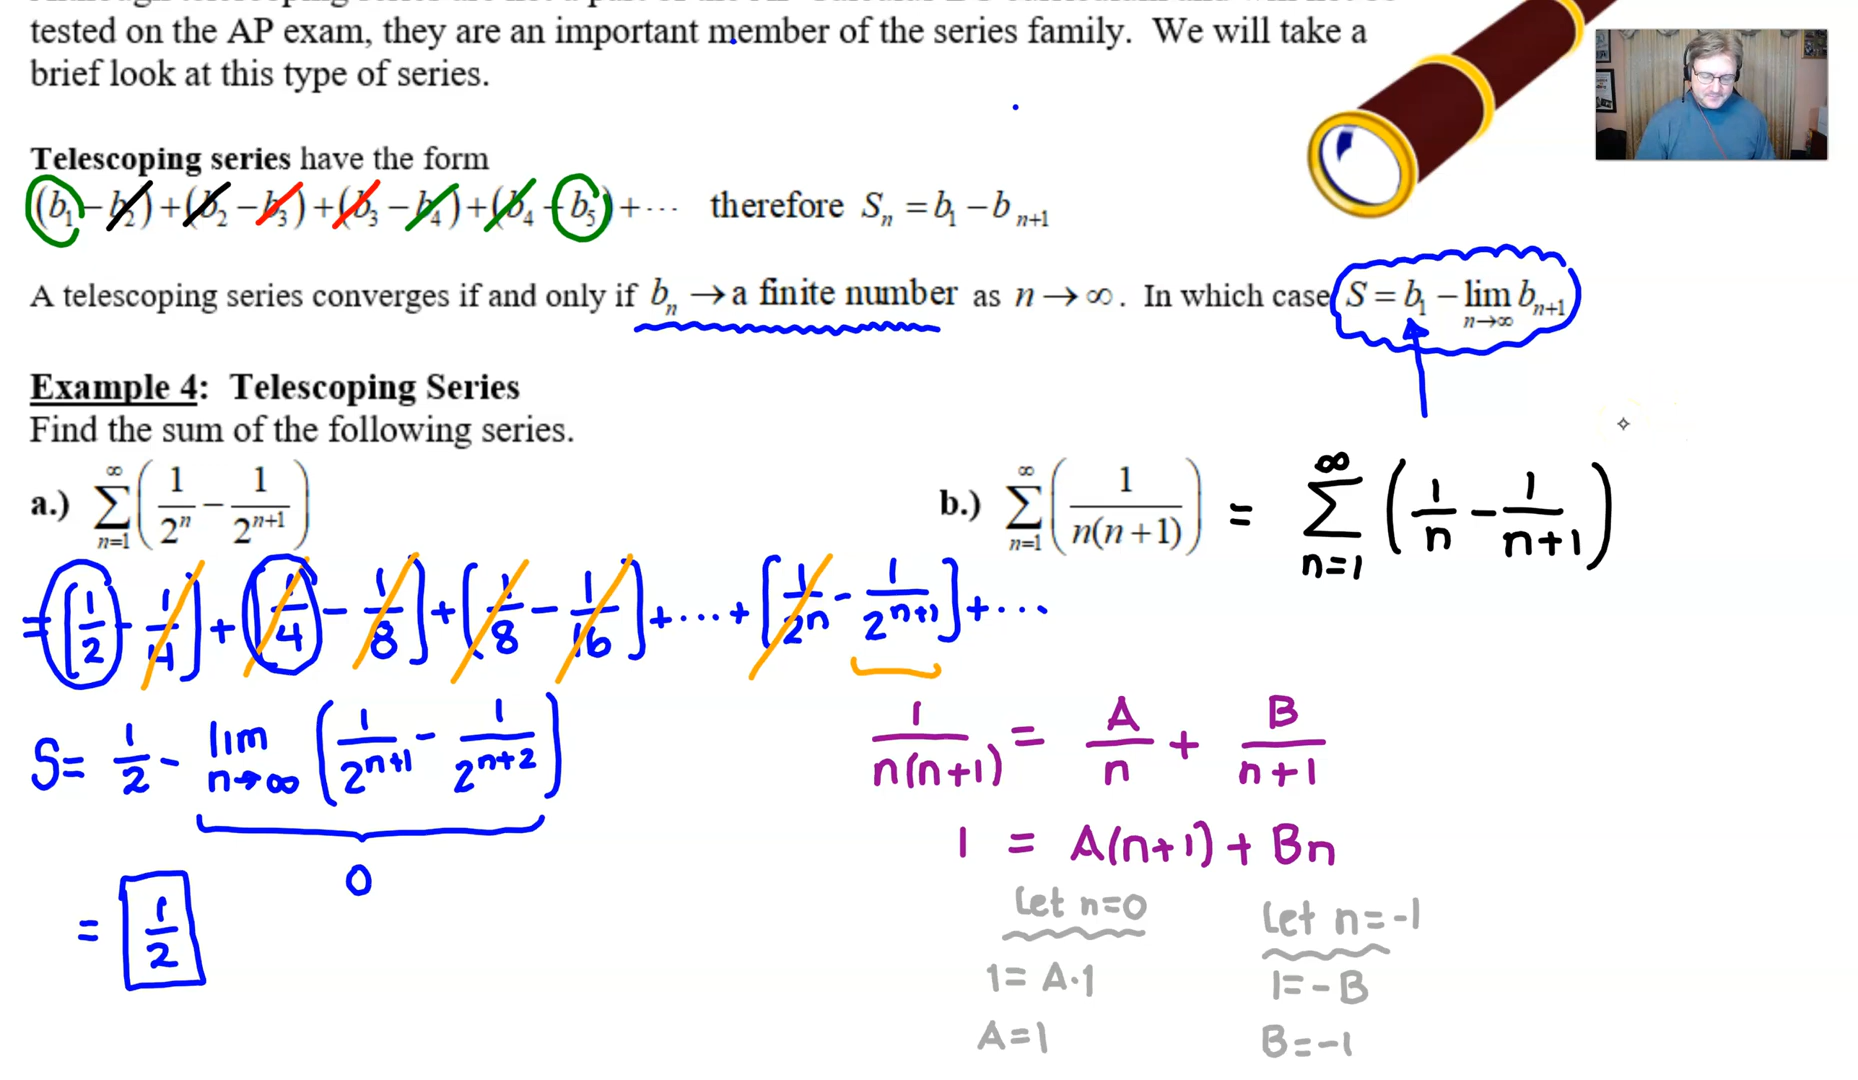 tested on the AP exam, they are an important member of the series family. We will take a
brief look at this type of series.
Telescoping series have the form
(b₁ − b₂) + (b₂ − b₃) + (b₃ − b₄) + (b₄ − b₅) + ⋯ therefore Sₙ = b₁ − bₙ₊₁
A telescoping series converges if and only if bₙ → a finite number as n → ∞. In which case S = b₁ − lim n→∞ bₙ₊₁
Example 4: Telescoping Series
Find the sum of the following series.
a.) ∑ n=1 ∞ (1/2ⁿ − 1/2ⁿ⁺¹)
b.) ∑ n=1 ∞ (1/n(n+1)) = ∑ n=1 ∞ (1/n − 1/n+1)
= [1/2 − 1/4] + [1/4 − 1/8] + [1/8 − 1/16] + ⋯ + [1/2ⁿ − 1/2ⁿ⁺¹] + ⋯
S = 1/2 − lim n→∞ (1/2ⁿ⁺¹ − 1/2ⁿ⁺²)
0
= 1/2
1/n(n+1) = A/n + B/n+1
1 = A(n+1) + Bn
Let n=0
1 = A·1
A=1
Let n=-1
1=-B
B=-1